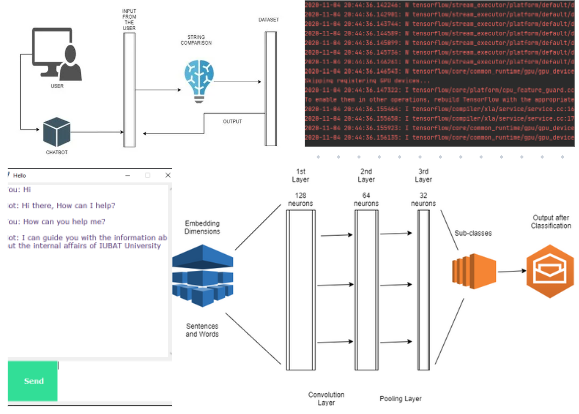 INPUT
FROM
THE
USER
STRING
COMPARISON
DATASET
USER
OUTPUT
CHATBOT
2020-11-04 20:44:36.142246: W tensorflow/stream_executor/platform/default/d
2020-11-04 20:44:36.142981: W tensorflow/stream_executor/platform/default/d
2020-11-04 20:44:36.143744: W tensorflow/stream_executor/platform/default/d
2020-11-04 20:44:36.144509: W tensorflow/stream_executor/platform/default/d
2020-11-04 20:44:36.145099: W tensorflow/stream_executor/platform/default/d
2020-11-04 20:44:36.145736: W tensorflow/stream_executor/platform/default/d
2020-11-04 20:44:36.146263: W tensorflow/stream_executor/platform/default/d
2020-11-04 20:44:36.146543: W tensorflow/core/common_runtime/gpu/gpu_device
Skipping registering GPU devices...
2020-11-04 20:44:36.147322: I tensorflow/core/platform/cpu_feature_guard.cc
To enable them in other operations, rebuild TensorFlow with the appropriate
2020-11-04 20:44:36.155464: I tensorflow/compiler/xla/service/service.cc:16
2020-11-04 20:44:36.155650: I tensorflow/compiler/xla/service/service.cc:17
2020-11-04 20:44:36.155923: I tensorflow/core/common_runtime/gpu/gpu_device
2020-11-04 20:44:36.156135: I tensorflow/core/common_runtime/gpu/gpu_device
Hello
ou: Hi
ot: Hi there, How can I help?
ou: How can you help me?
ot: I can guide you with the information ab
out the internal affairs of IUBAT University
Send
1st
Layer
2nd
Layer
3rd
Layer
128
neurons
64
neurons
32
neurons
Embedding
Dimensions
Sentences
and Words
Sub-classes
Output after
Classification
Convolution
Layer
Pooling Layer